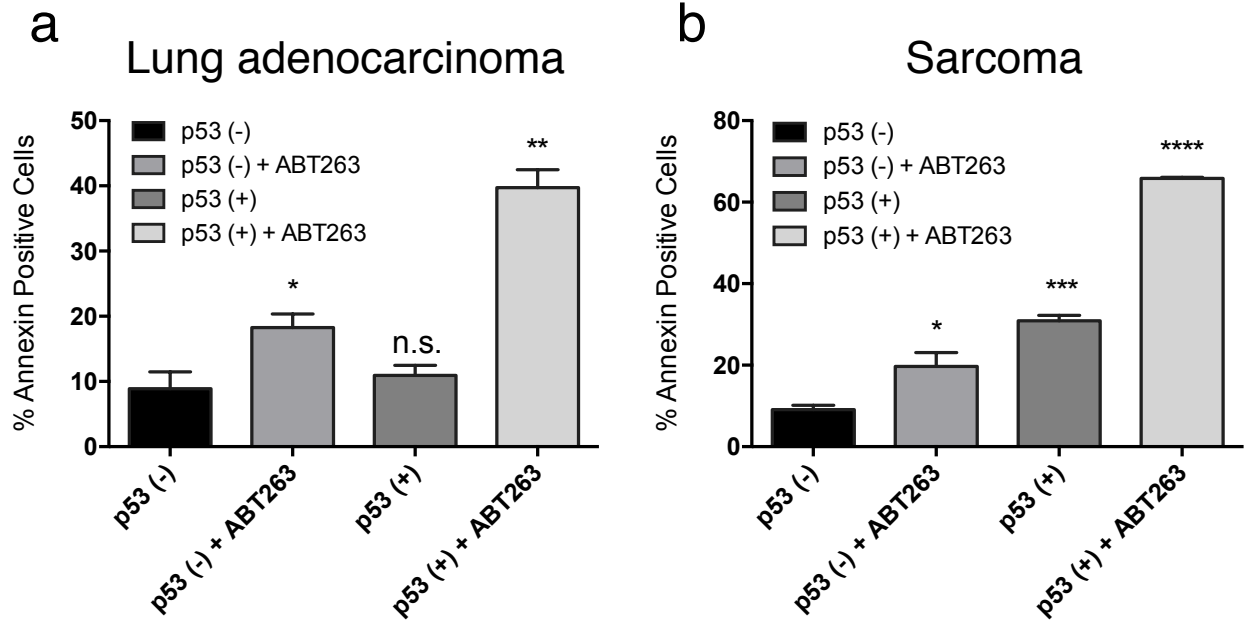 a
Lung adenocarcinoma
% Annexin Positive Cells
50
40
30
20
10
0
p53 (-)
p53 (-) + ABT263
p53 (+)
p53 (+) + ABT263
*
n.s.
**
p53 (-)
p53 (-) + ABT263
p53 (+)
p53 (+) + ABT263
b
Sarcoma
% Annexin Positive Cells
80
60
40
20
0
p53 (-)
p53 (-) + ABT263
p53 (+)
p53 (+) + ABT263
*
***
****
p53 (-)
p53 (-) + ABT263
p53 (+)
p53 (+) + ABT263